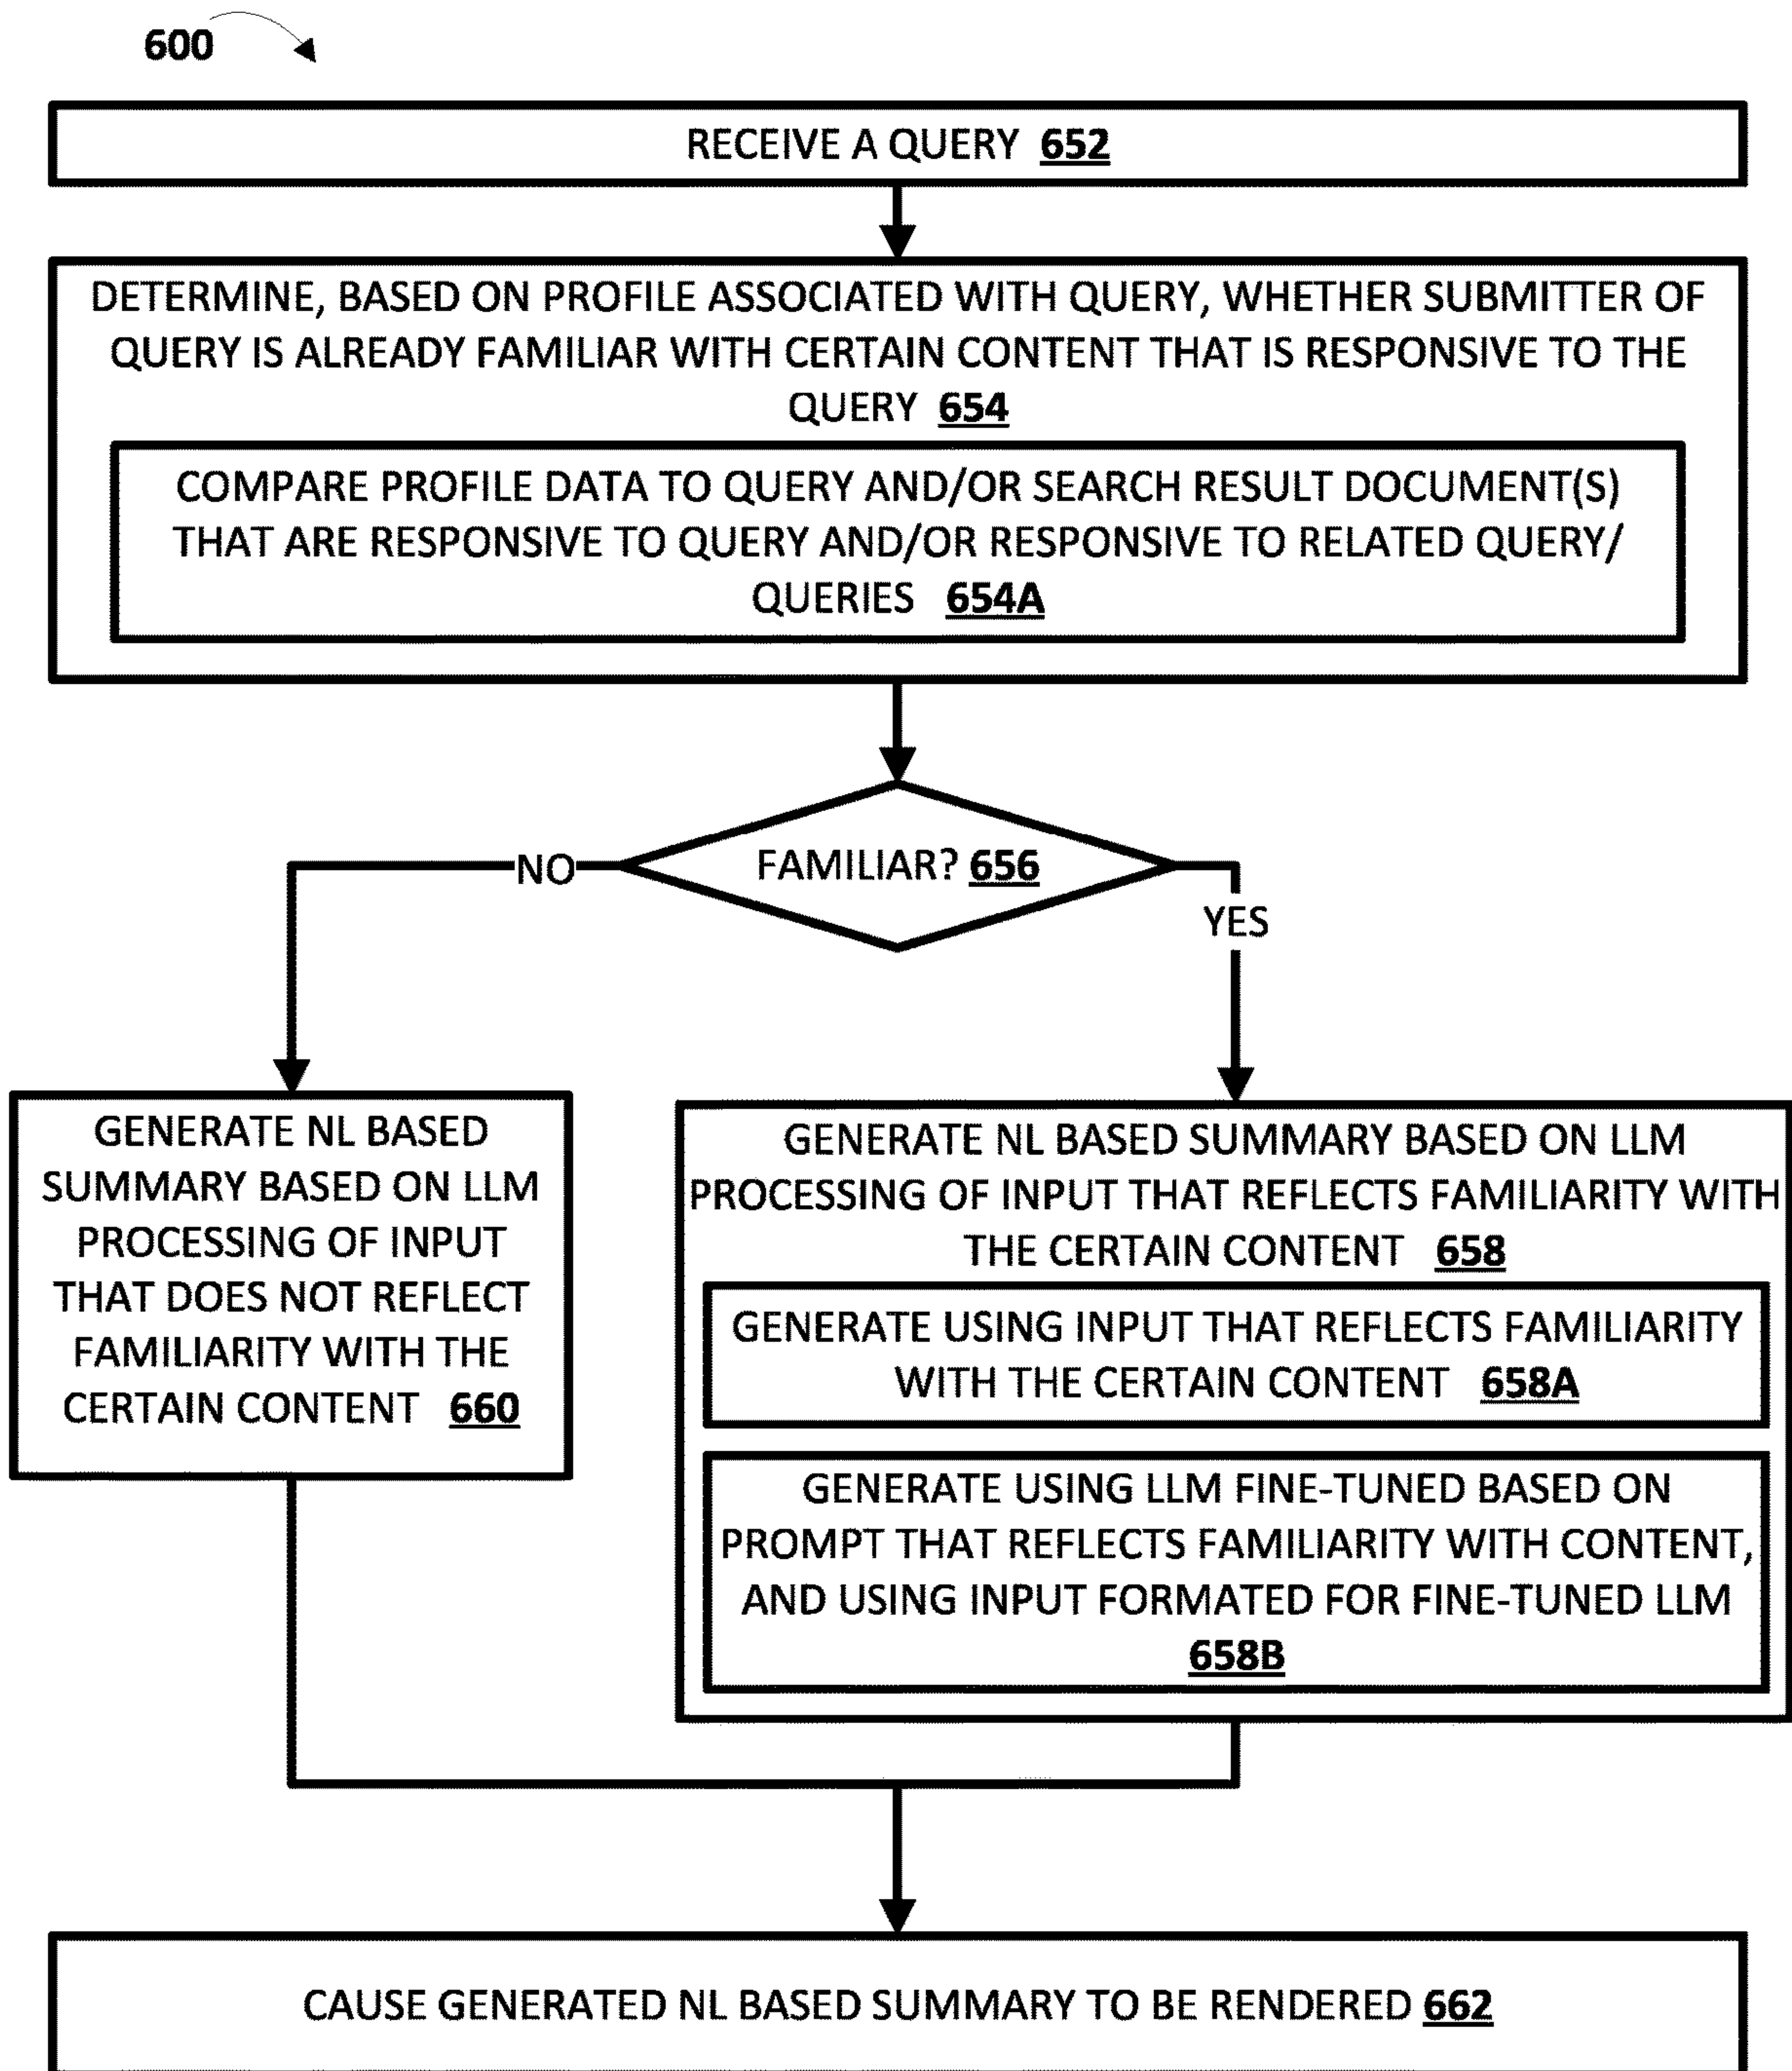 600
RECEIVE A QUERY 652
DETERMINE, BASED ON PROFILE ASSOCIATED WITH QUERY, WHETHER SUBMITTER OF
QUERY IS ALREADY FAMILIAR WITH CERTAIN CONTENT THAT IS RESPONSIVE TO THE
QUERY 654
COMPARE PROFILE DATA TO QUERY AND/OR SEARCH RESULT DOCUMENT(S)
THAT ARE RESPONSIVE TO QUERY AND/OR RESPONSIVE TO RELATED QUERY/
QUERIES 654A
FAMILIAR? 656
NO
YES
GENERATE NL BASED
SUMMARY BASED ON LLM
PROCESSING OF INPUT
THAT DOES NOT REFLECT
FAMILIARITY WITH THE
CERTAIN CONTENT 660
GENERATE NL BASED SUMMARY BASED ON LLM
PROCESSING OF INPUT THAT REFLECTS FAMILIARITY WITH
THE CERTAIN CONTENT 658
GENERATE USING INPUT THAT REFLECTS FAMILIARITY
WITH THE CERTAIN CONTENT 658A
GENERATE USING LLM FINE-TUNED BASED ON
PROMPT THAT REFLECTS FAMILIARITY WITH CONTENT,
AND USING INPUT FORMATED FOR FINE-TUNED LLM
658B
CAUSE GENERATED NL BASED SUMMARY TO BE RENDERED 662